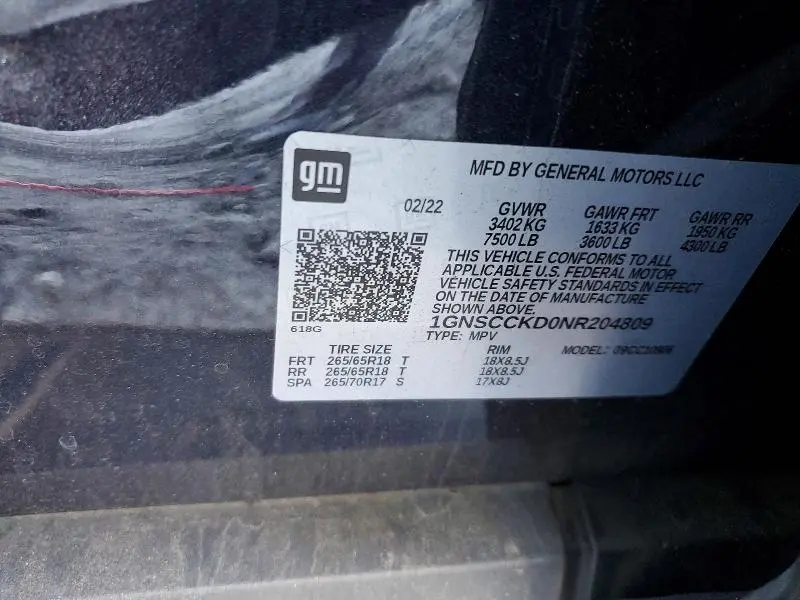 gm
MFD BY GENERAL MOTORS LLC
02/22 GVWR GAWR FRT GAWR RR
3402 KG 1633 KG 1950 KG
7500 LB 3600 LB 4300 LB
THIS VEHICLE CONFORMS TO ALL
APPLICABLE U.S. FEDERAL MOTOR
VEHICLE SAFETY STANDARDS IN EFFECT
ON THE DATE OF MANUFACTURE
SHOWN ABOVE.
1GNSCCKD0NR204809
618G
TYPE: MPV MODEL:
TIRE SIZE RIM
FRT 265/65R18 T 18X8.5J
RR 265/65R18 T 18X8.5J
SPA 265/70R17 S 17X8J